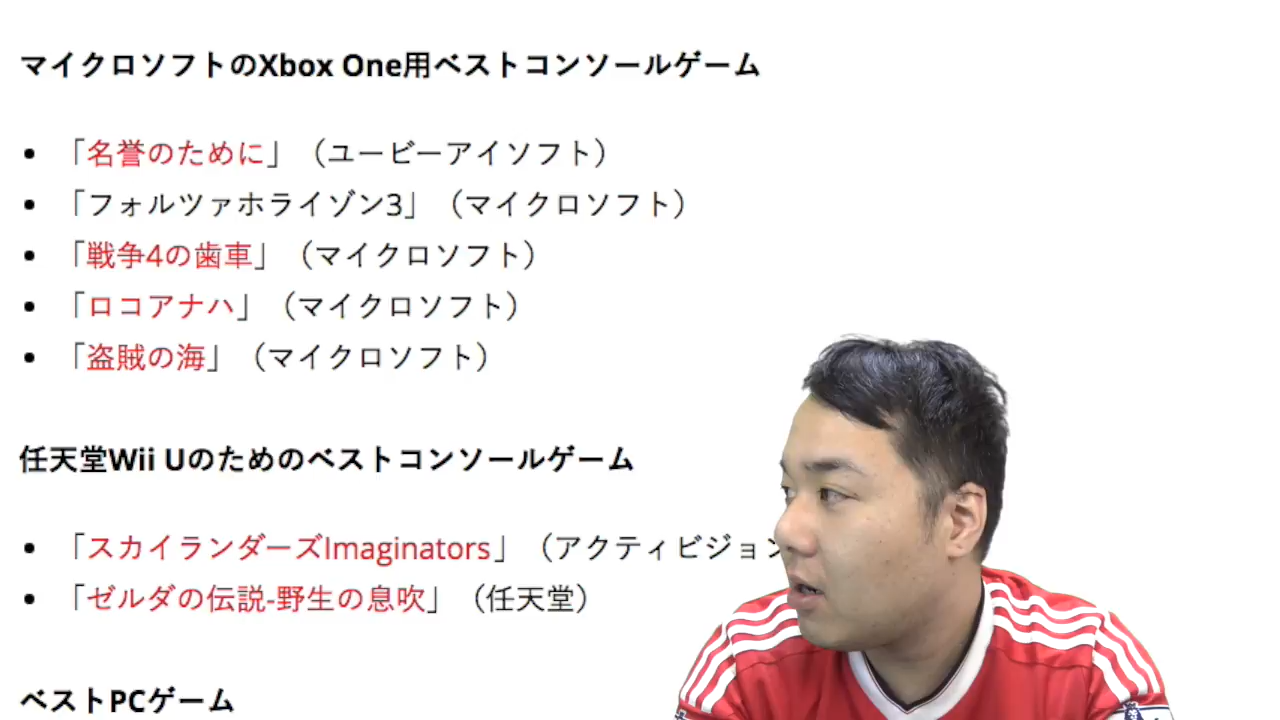 マイクロソフトのXbox One用ベストコンソールゲーム
「名誉のために」（ユービーアイソフト）
「フォルツァホライゾン3」（マイクロソフト）
「戦争4の歯車」（マイクロソフト）
「ロコアナハ」（マイクロソフト）
「盗賊の海」（マイクロソフト）
任天堂Wii Uのためのベストコンソールゲーム
「スカイランダーズImaginators」（アクティビジョン
「ゼルダの伝説-野生の息吹」（任天堂）
ベストPCゲーム